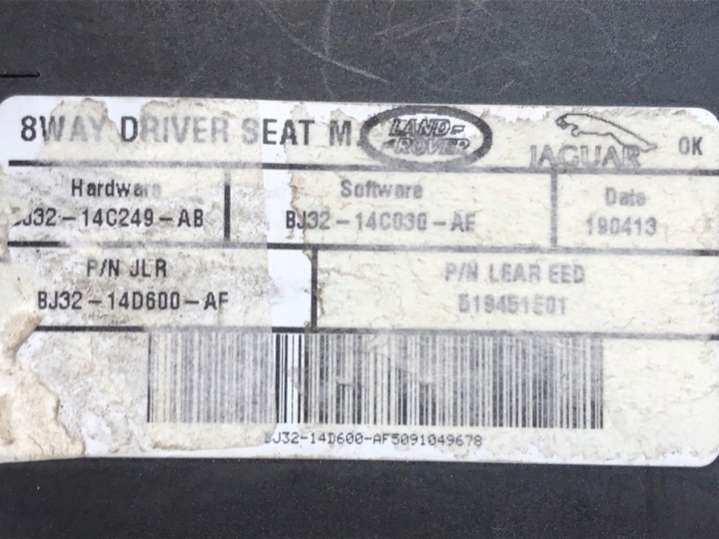 8WAY DRIVER SEAT M LAND-ROVER JAGUAR OK
Hardware Software Date
BJ32-14C249-AB BJ32-14C030-AF 190413
P/N JLR P/N LEAR EED
BJ32-14D600-AF 519451E01
BJ32-14D600-AF5091049678